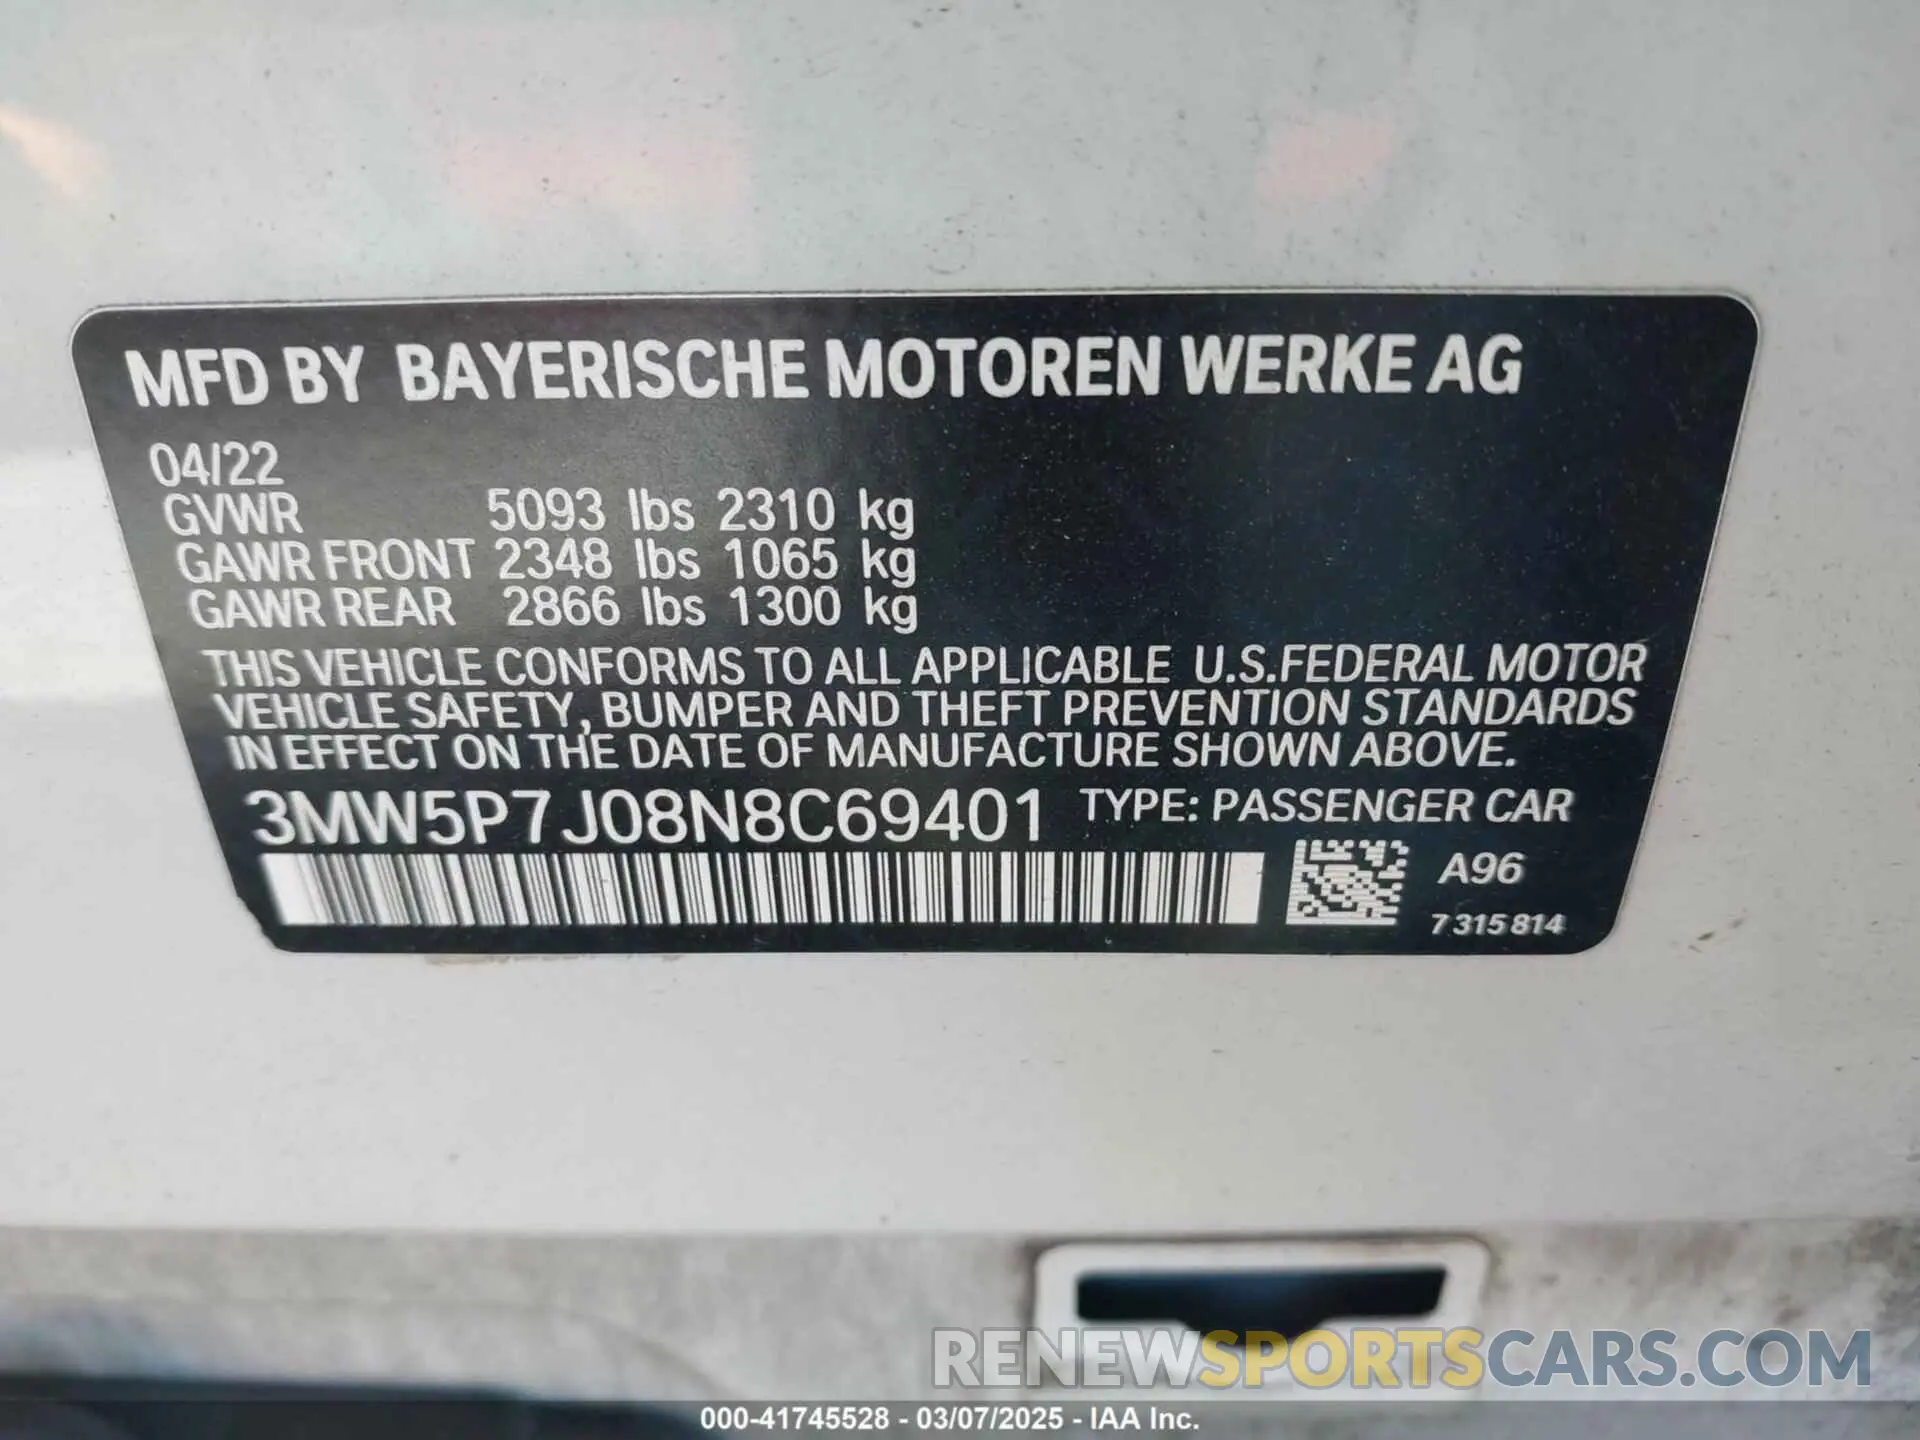 MFD BY BAYERISCHE MOTOREN WERKE AG
04/22
GVWR 5093 lbs 2310 kg
GAWR FRONT 2348 lbs 1065 kg
GAWR REAR 2866 lbs 1300 kg
THIS VEHICLE CONFORMS TO ALL APPLICABLE U.S.FEDERAL MOTOR
VEHICLE SAFETY, BUMPER AND THEFT PREVENTION STANDARDS
IN EFFECT ON THE DATE OF MANUFACTURE SHOWN ABOVE.
3MW5P7J08N8C69401 TYPE: PASSENGER CAR
A96
7 315 814
RENEWSPORTSCARS.COM
000-41745528 - 03/07/2025 - IAA Inc.